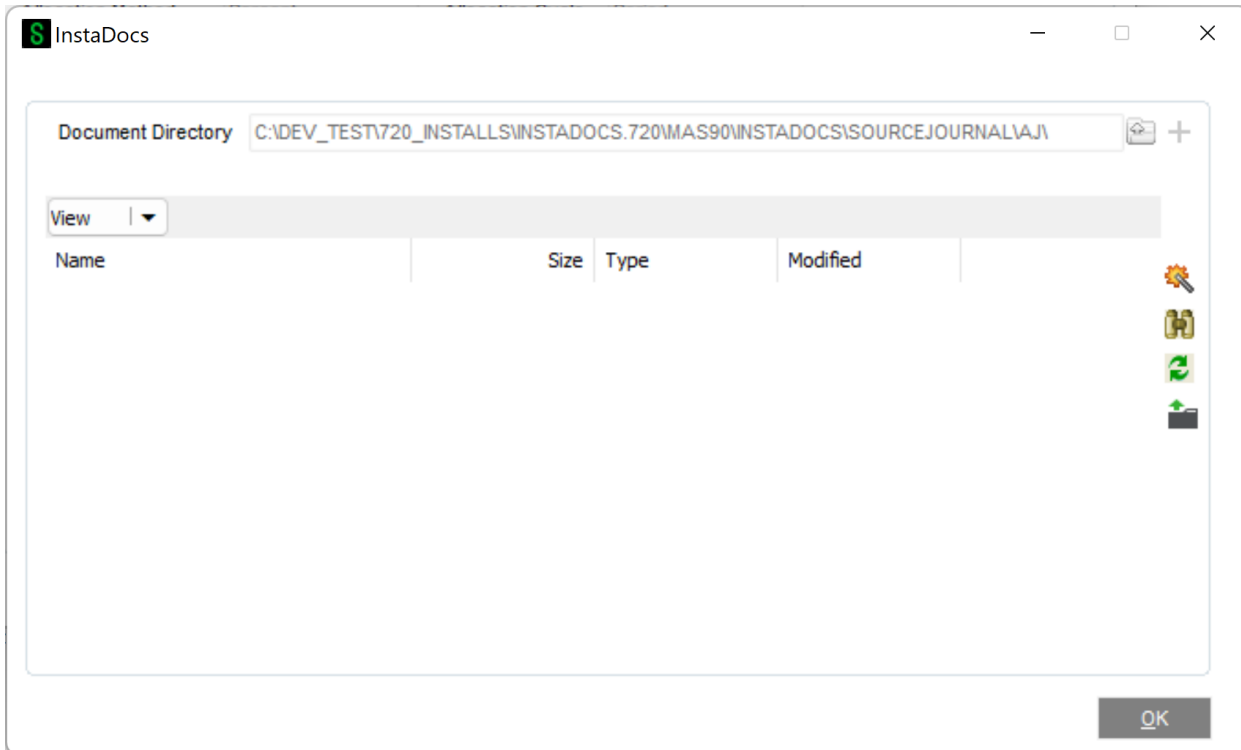 InstaDocs
Document Directory C:\DEV_TEST\720_INSTALLS\INSTADOCS.720\MAS90\INSTADOCS\SOURCEJOURNAL\AJ\
View
Name Size Type Modified
OK